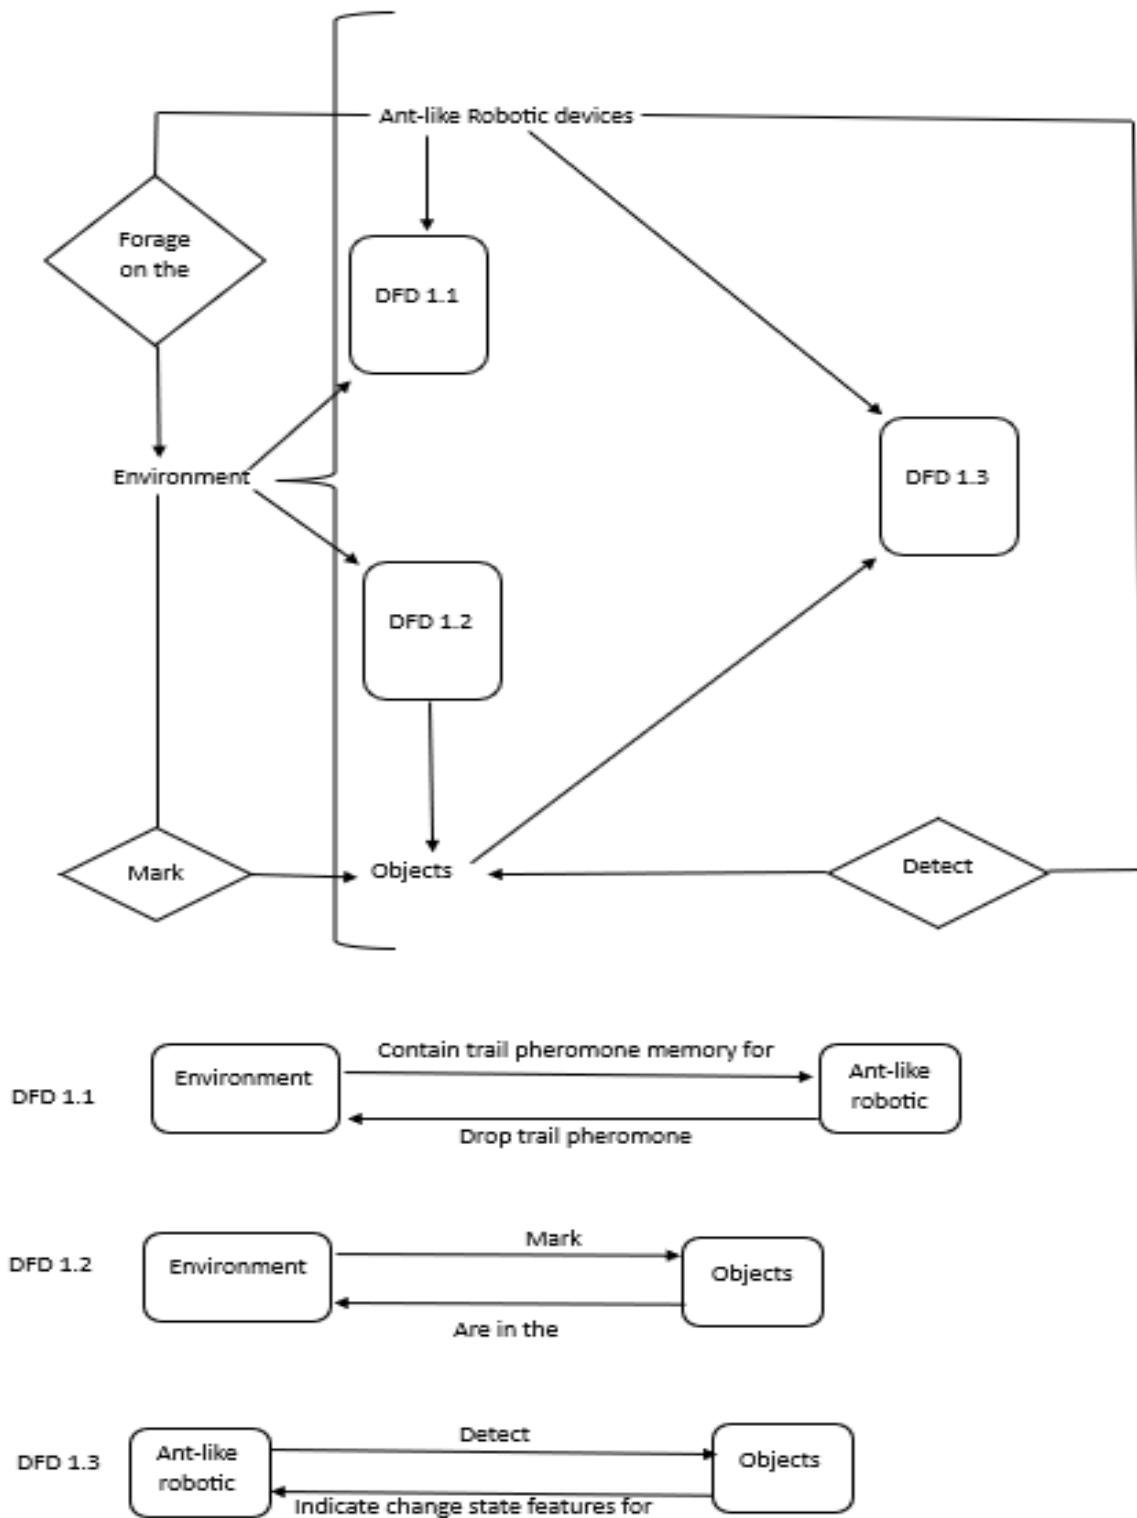 Ant-like Robotic devices
Forage
on the
DFD 1.1
Environment
DFD 1.3
DFD 1.2
Mark
Objects
Detect
DFD 1.1
Environment
Contain trail pheromone memory for
Ant-like
robotic
Drop trail pheromone
DFD 1.2
Environment
Mark
Objects
Are in the
DFD 1.3
Ant-like
robotic
Detect
Objects
Indicate change state features for